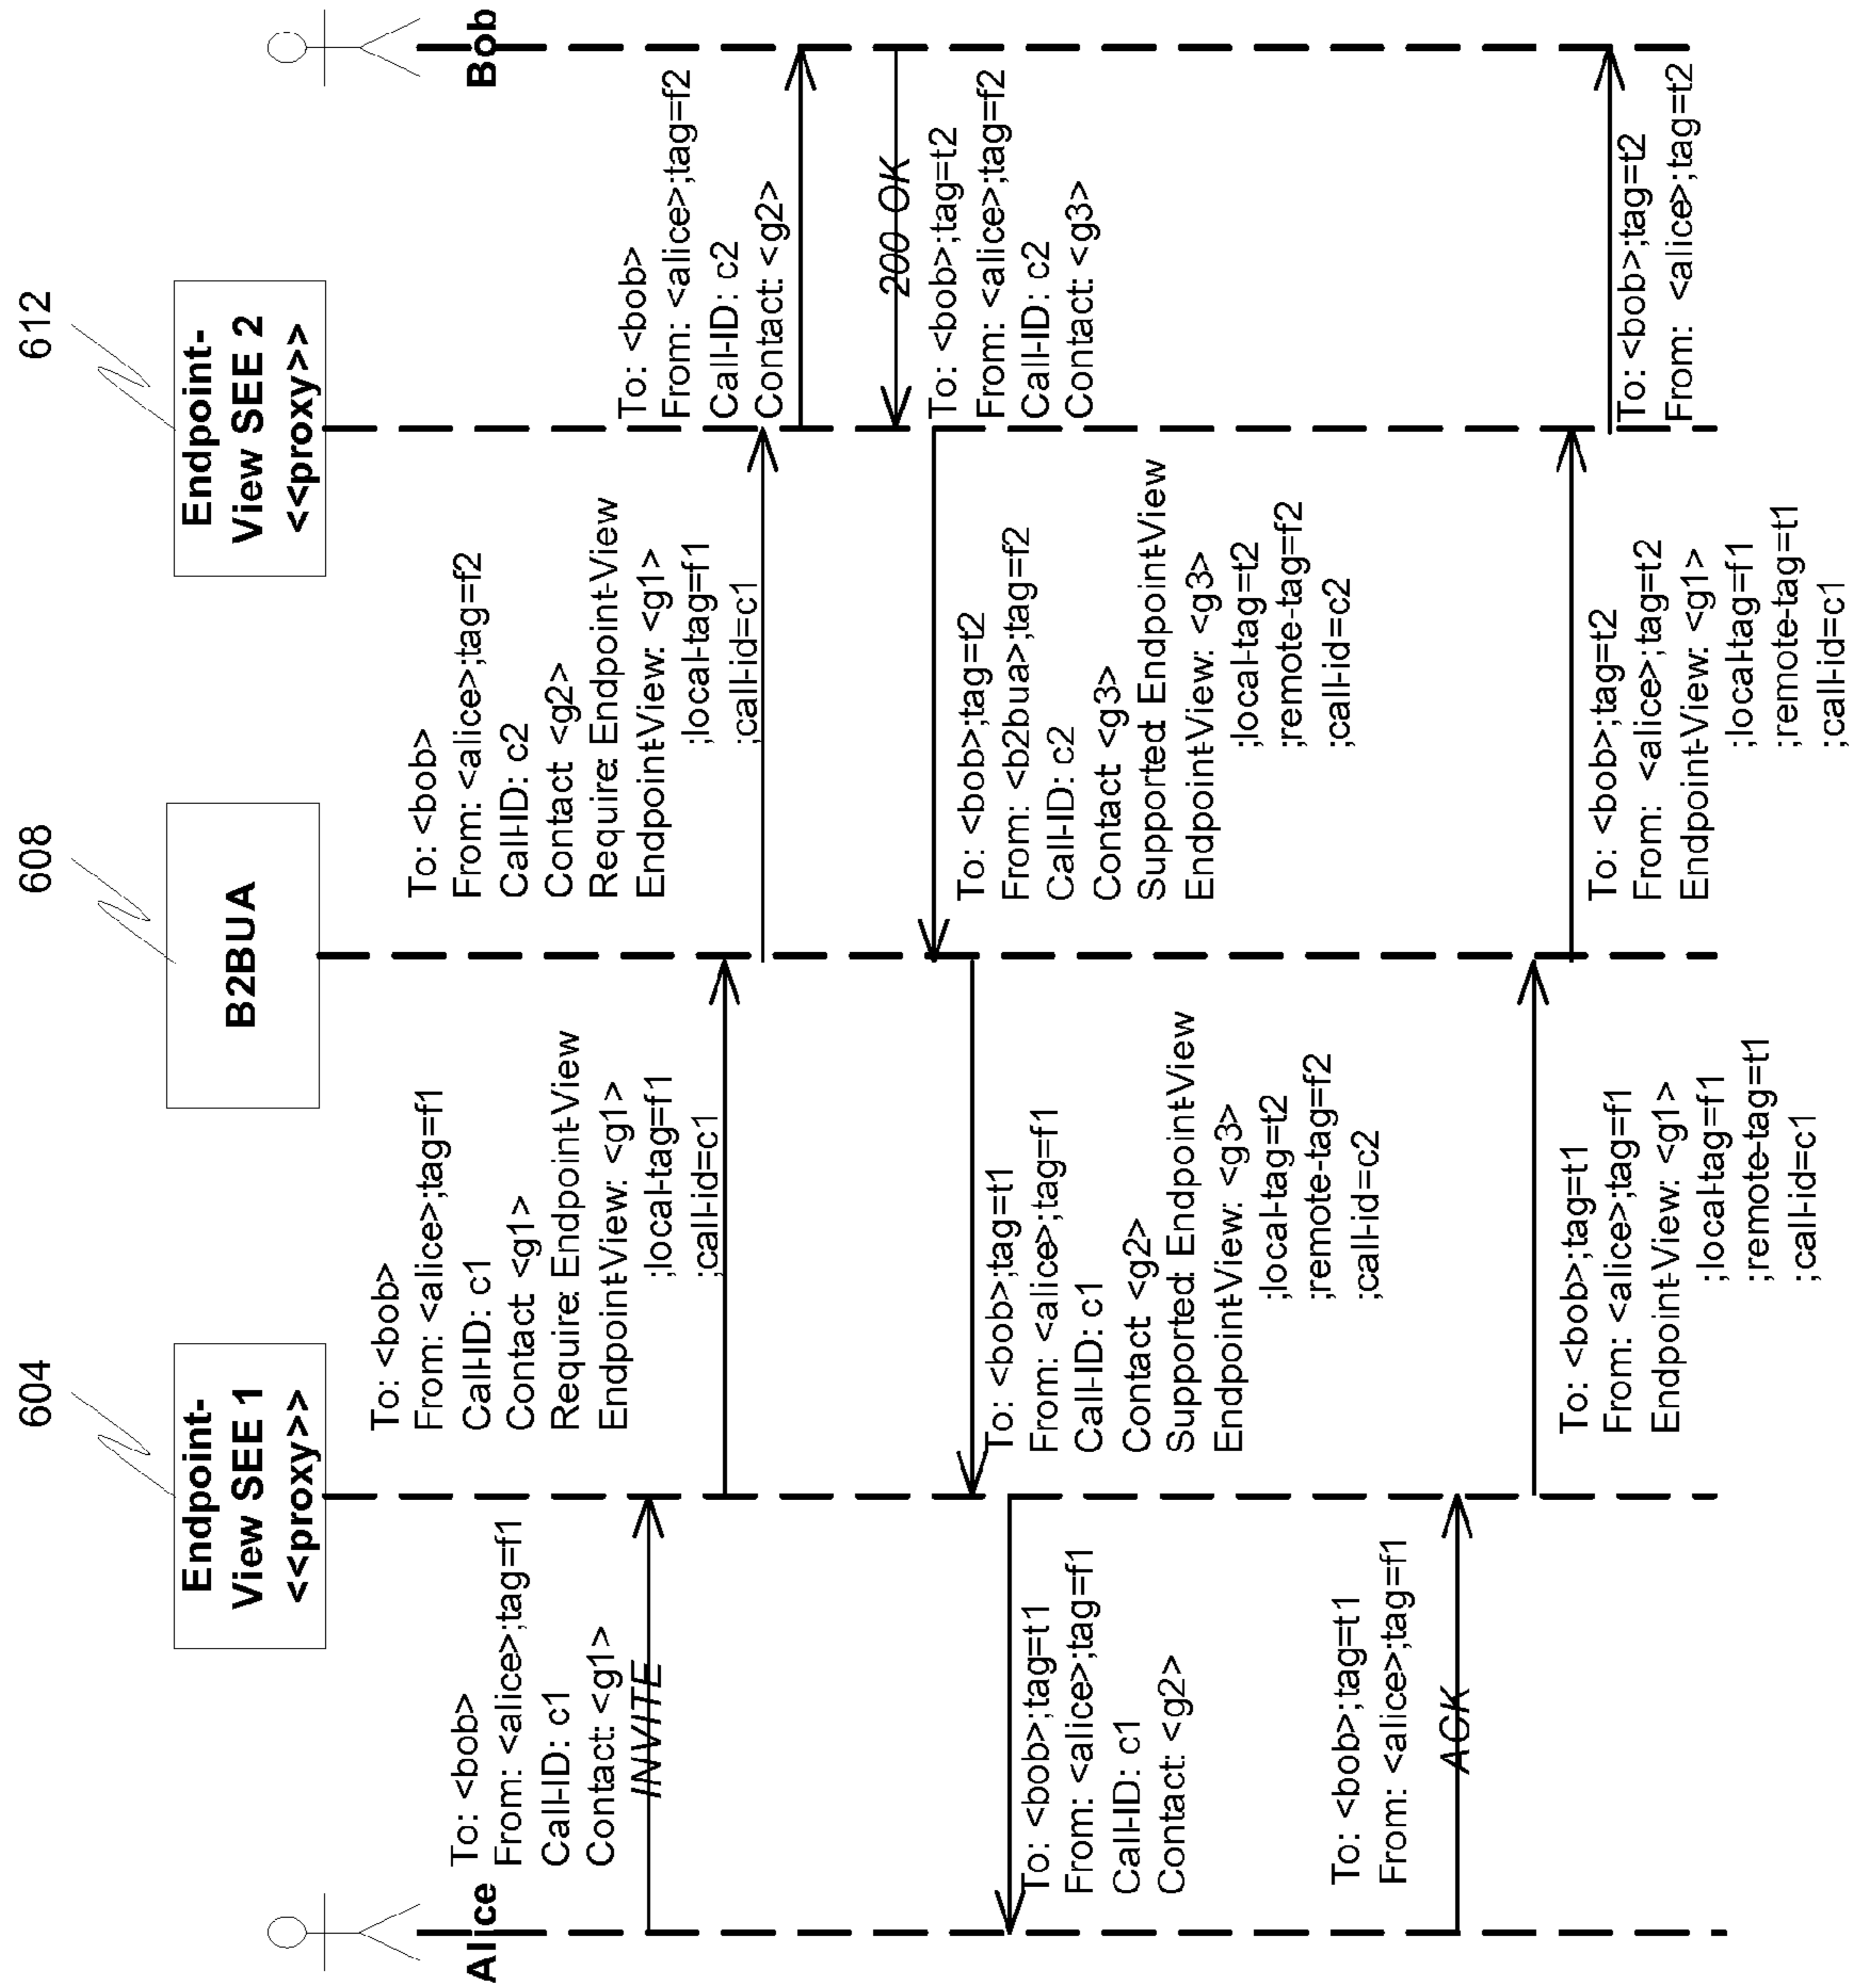 604
608
612
Endpoint-
View SEE 1
<<proxy>>
B2BUA
Endpoint-
View SEE 2
<<proxy>>
Alice
Bob
To: <bob>
From: <alice>;tag=f1
Call-ID: c1
Contact: <g1>
INVITE
To: <bob>
From: <alice>;tag=f1
Call-ID: c1
Contact <g1>
Require: Endpoint-View
Endpoint-View: <g1>
;local-tag=f1
;call-id=c1
To: <bob>
From: <alice>;tag=f2
Call-ID: c2
Contact <g2>
Require: Endpoint-View
Endpoint-View: <g1>
;local-tag=f1
;call-id=c1
To: <bob>
From: <alice>;tag=f2
Call-ID: c2
Contact: <g2>
200 OK
To: <bob>;tag=t2
From: <alice>;tag=f2
Call-ID: c2
Contact: <g3>
To: <bob>;tag=t2
From: <b2bua>;tag=f2
Call-ID: c2
Contact <g3>
Supported: Endpoint-View
Endpoint-View: <g3>
;local-tag=t2
;remote-tag=f2
;call-id=c2
To: <bob>;tag=t1
From: <alice>;tag=f1
Call-ID: c1
Contact <g2>
Supported: Endpoint-View
Endpoint-View: <g3>
;local-tag=t2
;remote-tag=f2
;call-id=c2
To: <bob>;tag=t1
From: <alice>;tag=f1
Call-ID: c1
Contact: <g2>
To: <bob>;tag=t1
From: <alice>;tag=f1
ACK
To: <bob>;tag=t1
From: <alice>;tag=f1
Endpoint-View: <g1>
;local-tag=f1
;remote-tag=t1
;call-id=c1
To: <bob>;tag=t2
From: <alice>;tag=t2
Endpoint-View: <g1>
;local-tag=f1
;remote-tag=t1
;call-id=c1
To: <bob>;tag=t2
From: <alice>;tag=t2